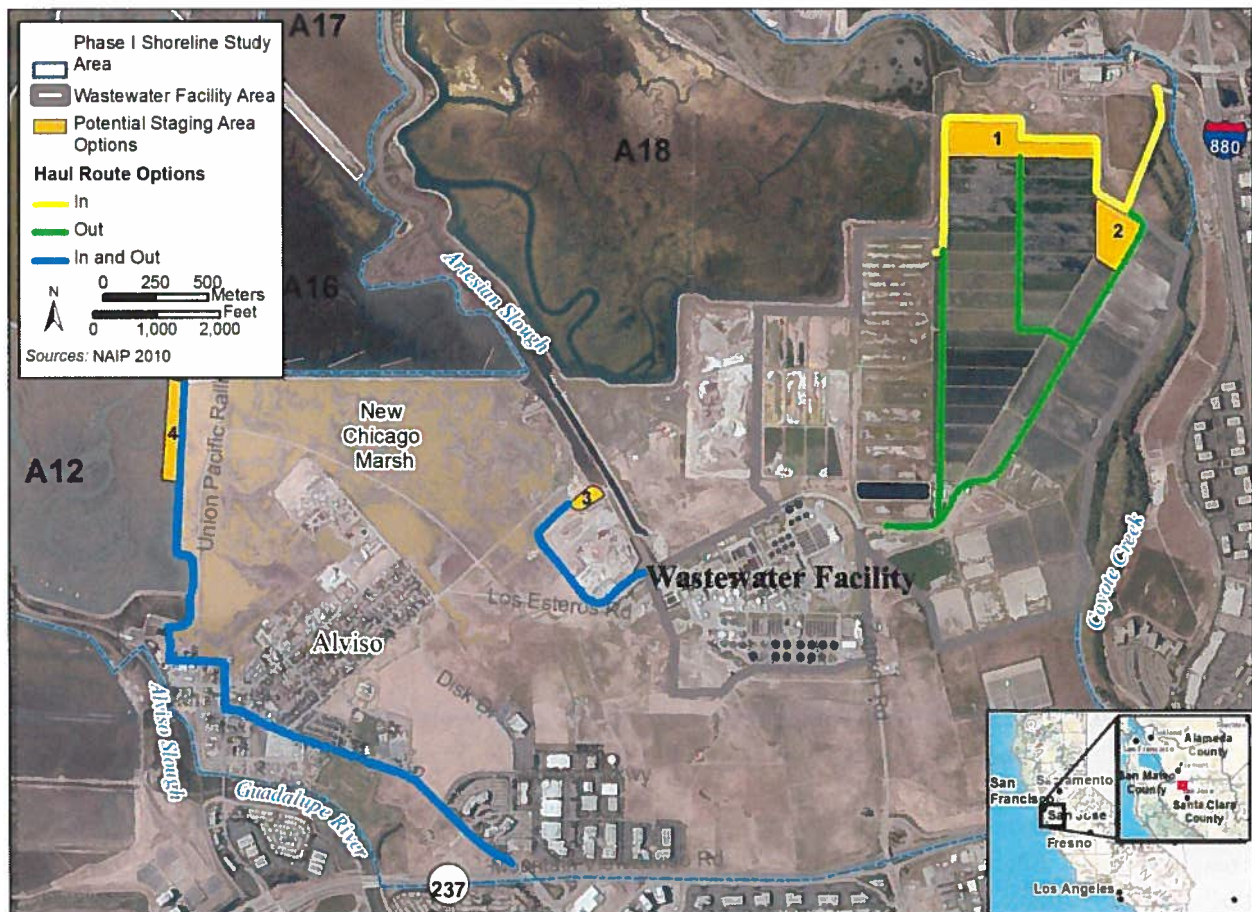 Phase I Shoreline Study
Area
Wastewater Facility Area
Potential Staging Area
Options
Haul Route Options
In
Out
In and Out
N
0 250 500
Meters
Feet
0 1,000 2,000
Sources: NAIP 2010
A17
A18
A16
1
880
2
Artesian Slough
4
Union Pacific
New
Chicago
Marsh
A12
3
Wastewater Facility
Los Esteros Rd
Coyote Creek
Alviso
Disk
Alviso Slough
Guadalupe River
Rd
237
San
Francisco
Sacramento
San Jose
Fresno
Los Angeles
Alameda
County
San Mateo
County
Santa Clara
County